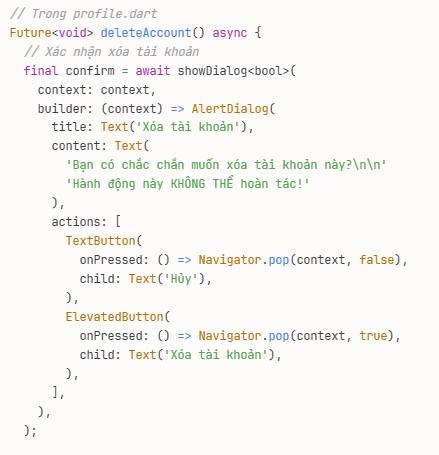 // Trong profile.dart
Future<void> deleteAccount() async {
  // Xác nhận xóa tài khoản
  final confirm = await showDialog<bool>(
    context: context,
    builder: (context) => AlertDialog(
      title: Text('Xóa tài khoản'),
      content: Text(
        'Bạn có chắc chắn muốn xóa tài khoản này?\n\n'
        'Hành động này KHÔNG THỂ hoàn tác!'
      ),
      actions: [
        TextButton(
          onPressed: () => Navigator.pop(context, false),
          child: Text('Hủy'),
        ),
        ElevatedButton(
          onPressed: () => Navigator.pop(context, true),
          child: Text('Xóa tài khoản'),
        ),
      ],
    ),
  );